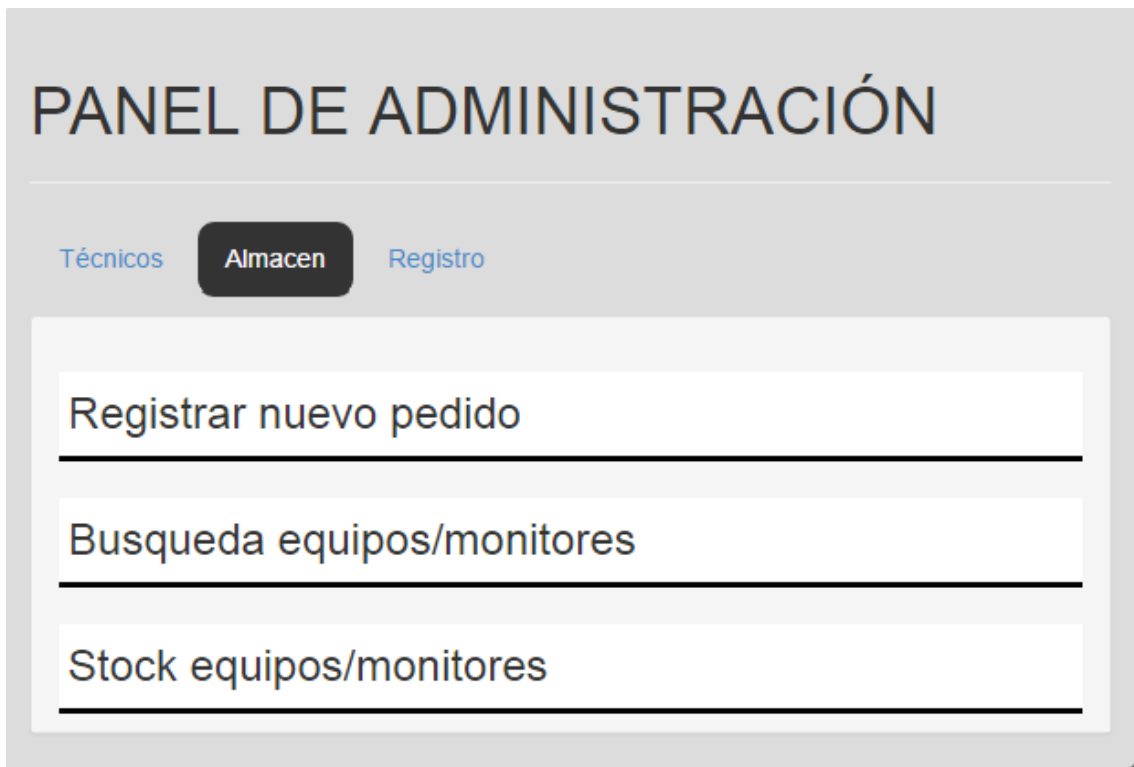 PANEL DE ADMINISTRACIÓN
Técnicos Almacen Registro
Registrar nuevo pedido
Busqueda equipos/monitores
Stock equipos/monitores